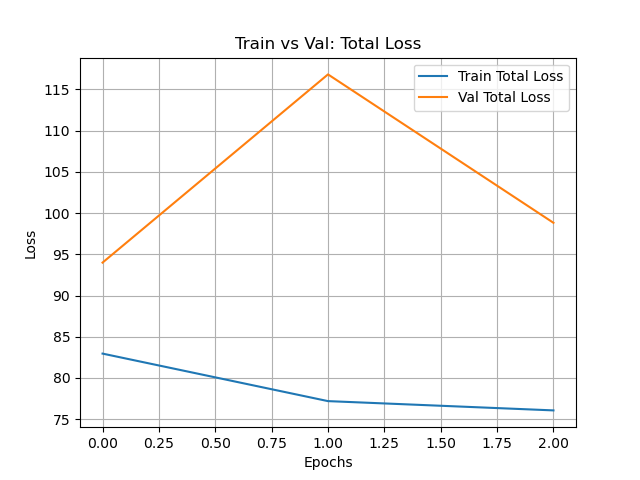 Train vs Val: Total Loss
Train Total Loss
Val Total Loss
Loss
115
110
105
100
95
90
85
80
75
0.00 0.25 0.50 0.75 1.00 1.25 1.50 1.75 2.00
Epochs